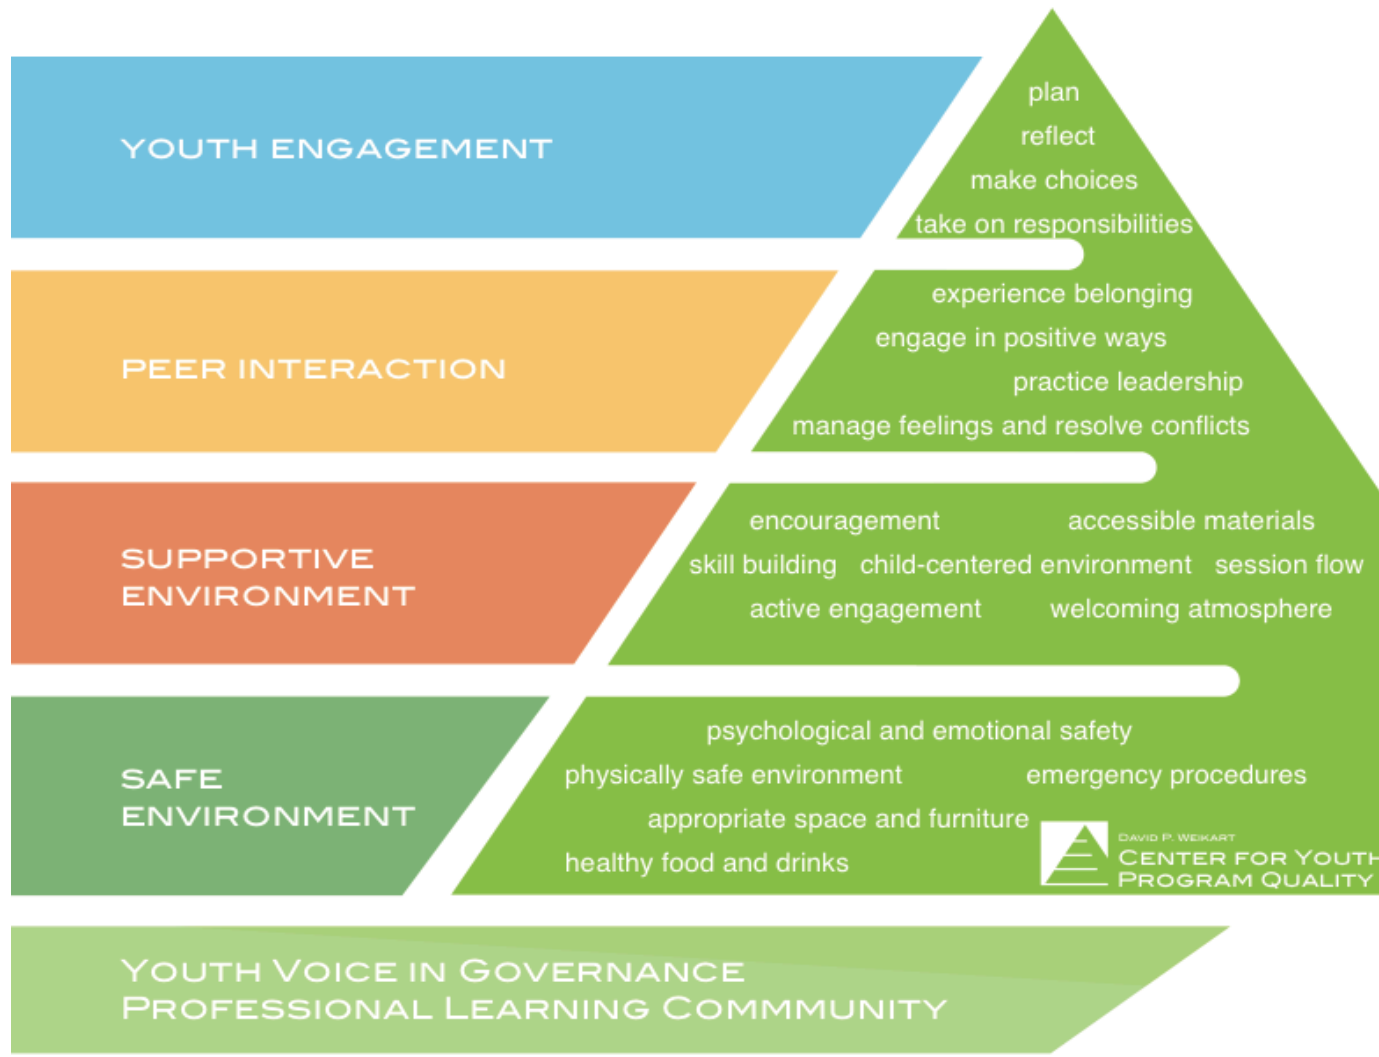 YOUTH ENGAGEMENT
plan
reflect
make choices
take on responsibilities
PEER INTERACTION
experience belonging
engage in positive ways
practice leadership
manage feelings and resolve conflicts
SUPPORTIVE
ENVIRONMENT
encouragement accessible materials
skill building child-centered environment session flow
active engagement welcoming atmosphere
SAFE
ENVIRONMENT
psychological and emotional safety
physically safe environment emergency procedures
appropriate space and furniture
healthy food and drinks
DAVID P. WEIKART
CENTER FOR YOUTH
PROGRAM QUALITY
YOUTH VOICE IN GOVERNANCE
PROFESSIONAL LEARNING COMMMUNITY